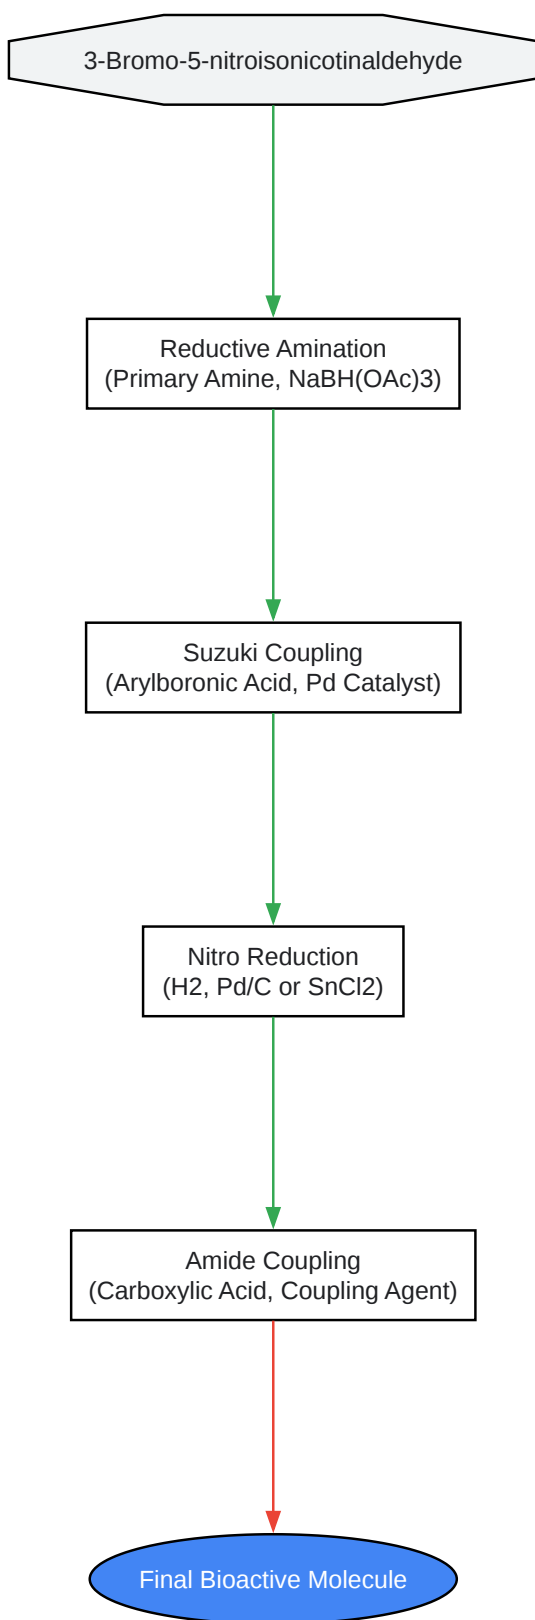 3-Bromo-5-nitroisonicotinaldehyde
Reductive Amination
(Primary Amine, NaBH(OAc)3)
Suzuki Coupling
(Arylboronic Acid, Pd Catalyst)
Nitro Reduction
(H2, Pd/C or SnCl2)
Amide Coupling
(Carboxylic Acid, Coupling Agent)
Final Bioactive Molecule